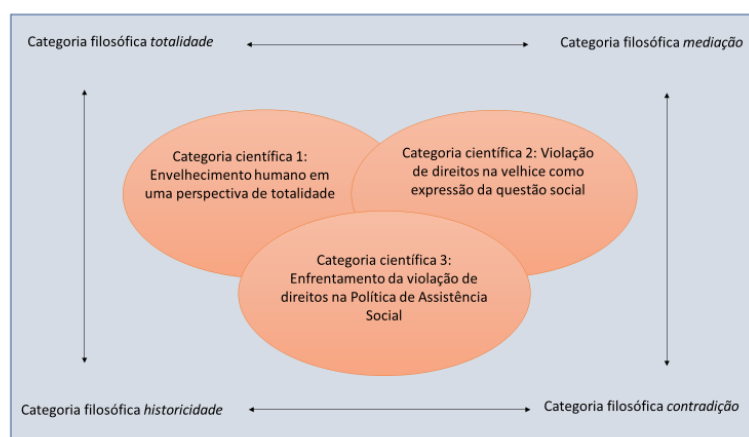 Categoria filosófica totalidade
Categoria filosófica mediação
Categoria científica 1:
Envelhecimento humano em
uma perspectiva de totalidade
Categoria científica 2: Violação
de direitos na velhice como
expressão da questão social
Categoria científica 3:
Enfrentamento da violação de
direitos na Política de Assistência
Social
Categoria filosófica historicidade
Categoria filosófica contradição